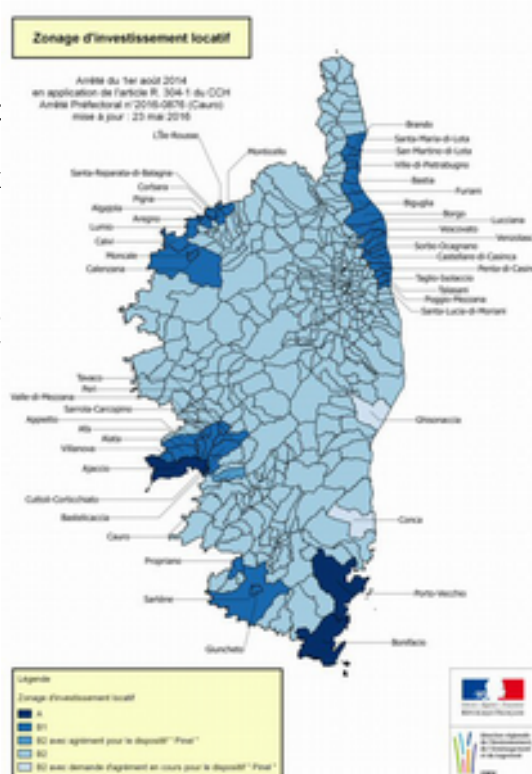 Zonage d'investissement locatif
Arrêté du 1er août 2014
en application de l'article R. 304-1 du CCH
Arrêté Préfectoral n°2016-0876 (Cauro)
mise à jour : 23 mai 2016
L'Île-Rousse
Monticello
Santa-Reparata-di-Balagna
Corbara
Pigna
Algajola
Aregno
Lumio
Calvi
Moncale
Calenzana
Brando
Santa-Maria-di-Lota
San-Martino-di-Lota
Ville-di-Pietrabugno
Bastia
Furiani
Biguglia
Borgo
Lucciana
Vescovato
Venzolasca
Sorbo-Ocagnano
Castellare-di-Casinca
Penta-di-Casin
Taglio-Isolaccio
Talasani
Poggio-Mezzana
Santa-Lucia-di-Moriani
Tavaco
Peri
Valle-di-Mezzana
Sarrola-Carcopino
Appietto
Afa
Alata
Villanova
Ajaccio
Cuttoli-Corticchiato
Bastelicaccia
Cauro
Ghisonaccia
Conca
Propriano
Sartène
Giuncheto
Porto-Vecchio
Bonifacio
Légende
Zonage d'investissement locatif
A
B1
B2 avec agrément pour le dispositif "Pinel"
B2
B2 avec demande d'agrément en cours pour le dispositif "Pinel"